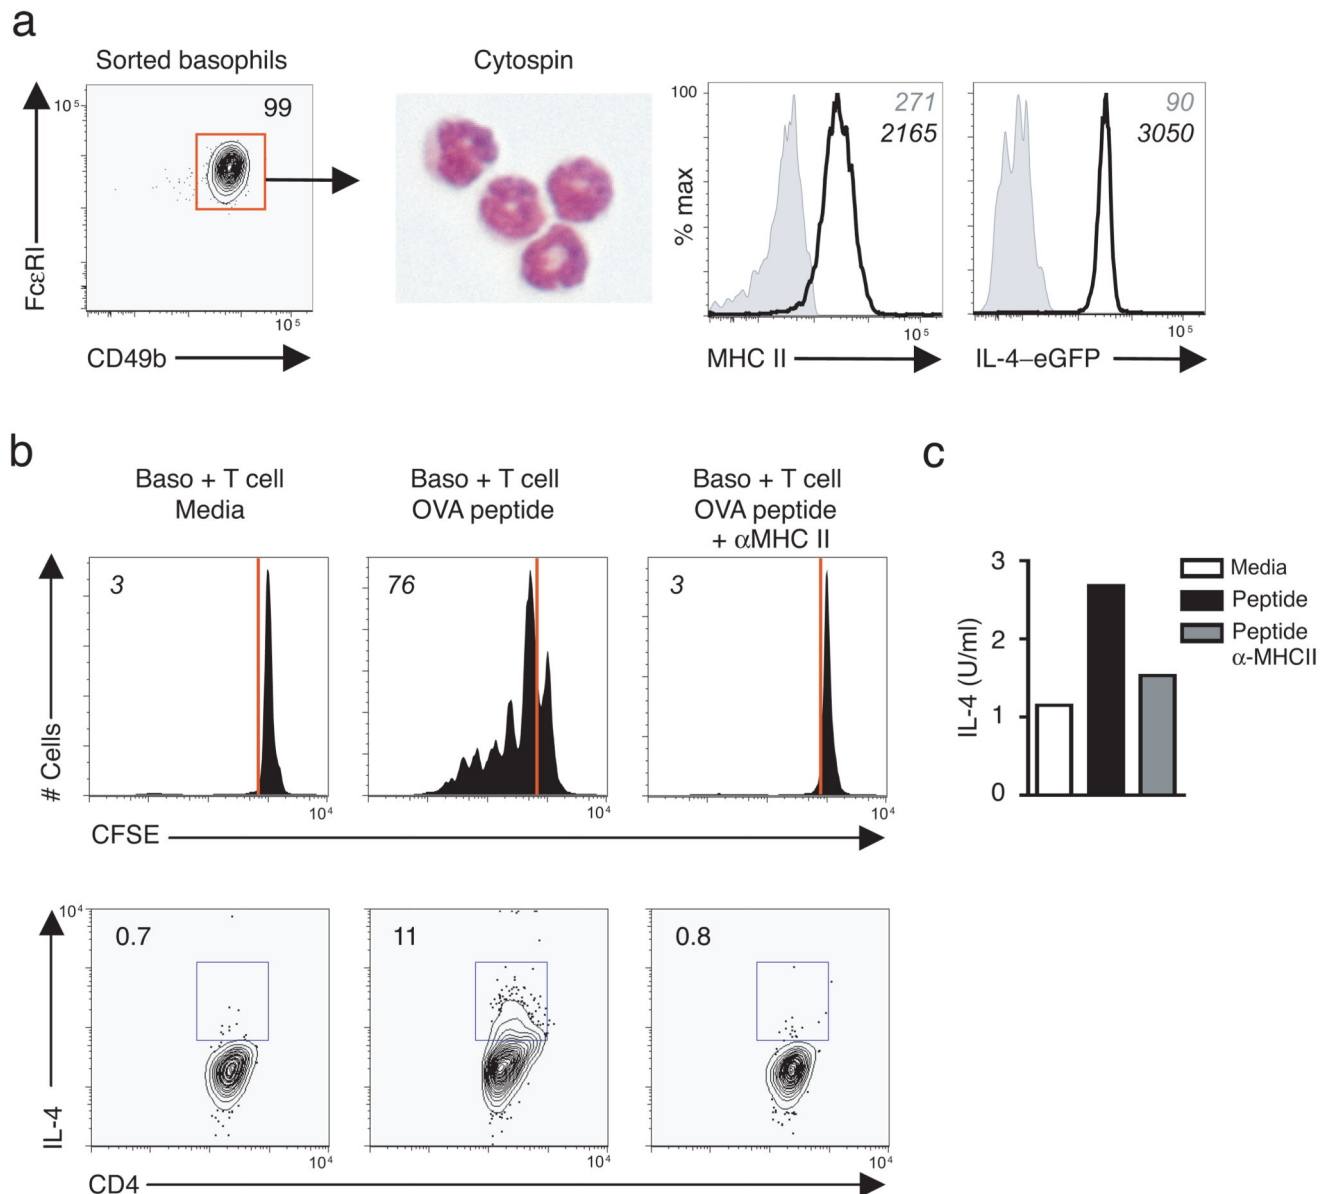 a
Sorted basophils
Cytospin
10⁵
99
FcεRI
10⁵
CD49b
100
% max
271
2165
10⁵
MHC II
90
3050
10⁵
IL-4–eGFP
b
Baso + T cell
Media
Baso + T cell
OVA peptide
Baso + T cell
OVA peptide
+ αMHC II
# Cells
3
76
3
10⁴
10⁴
10⁴
CFSE
10⁴
0.7
11
0.8
IL-4
10⁴
10⁴
10⁴
CD4
c
IL-4 (U/ml)
3
2
1
0
Media
Peptide
Peptide
α-MHCII